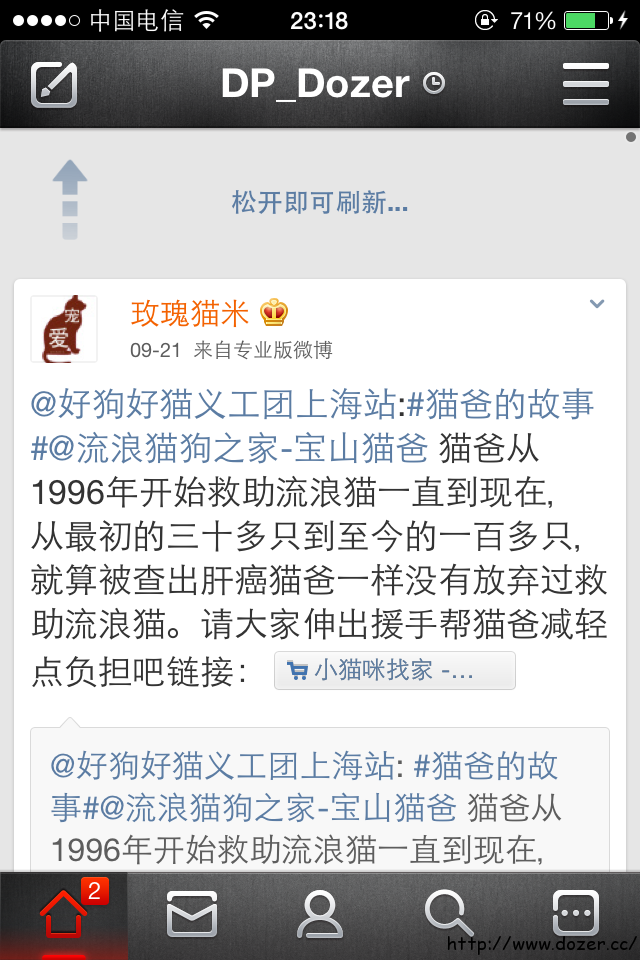 中国电信 23:18 71%
DP_Dozer
松开即可刷新...
宠
爱
玫瑰猫米
09-21 来自专业版微博
@好狗好猫义工团上海站:#猫爸的故事
#@流浪猫狗之家-宝山猫爸 猫爸从
1996年开始救助流浪猫一直到现在,
从最初的三十多只到至今的一百多只,
就算被查出肝癌猫爸一样没有放弃过救
助流浪猫。请大家伸出援手帮猫爸减轻
点负担吧链接： 小猫咪找家 -...
@好狗好猫义工团上海站: #猫爸的故
事#@流浪猫狗之家-宝山猫爸 猫爸从
1996年开始救助流浪猫一直到现在,
2
http://www.dozer.cc/